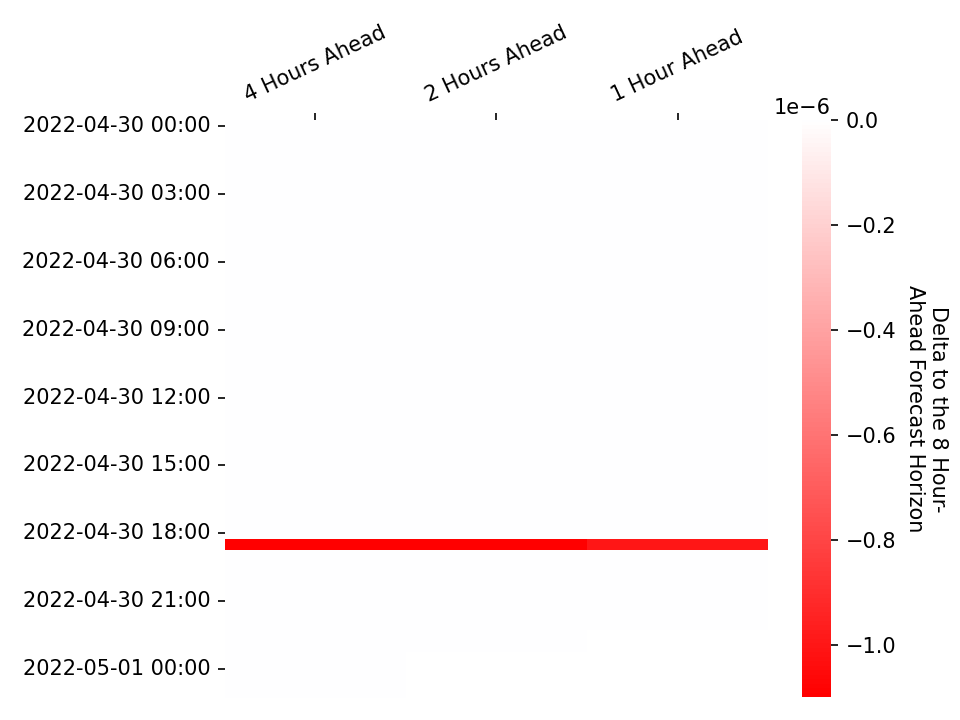 4 Hours Ahead
2 Hours Ahead
1 Hour Ahead
2022-04-30 00:00
2022-04-30 03:00
2022-04-30 06:00
2022-04-30 09:00
2022-04-30 12:00
2022-04-30 15:00
2022-04-30 18:00
2022-04-30 21:00
2022-05-01 00:00
1e−6
0.0
−0.2
−0.4
−0.6
−0.8
−1.0
Delta to the 8 Hour-
Ahead Forecast Horizon